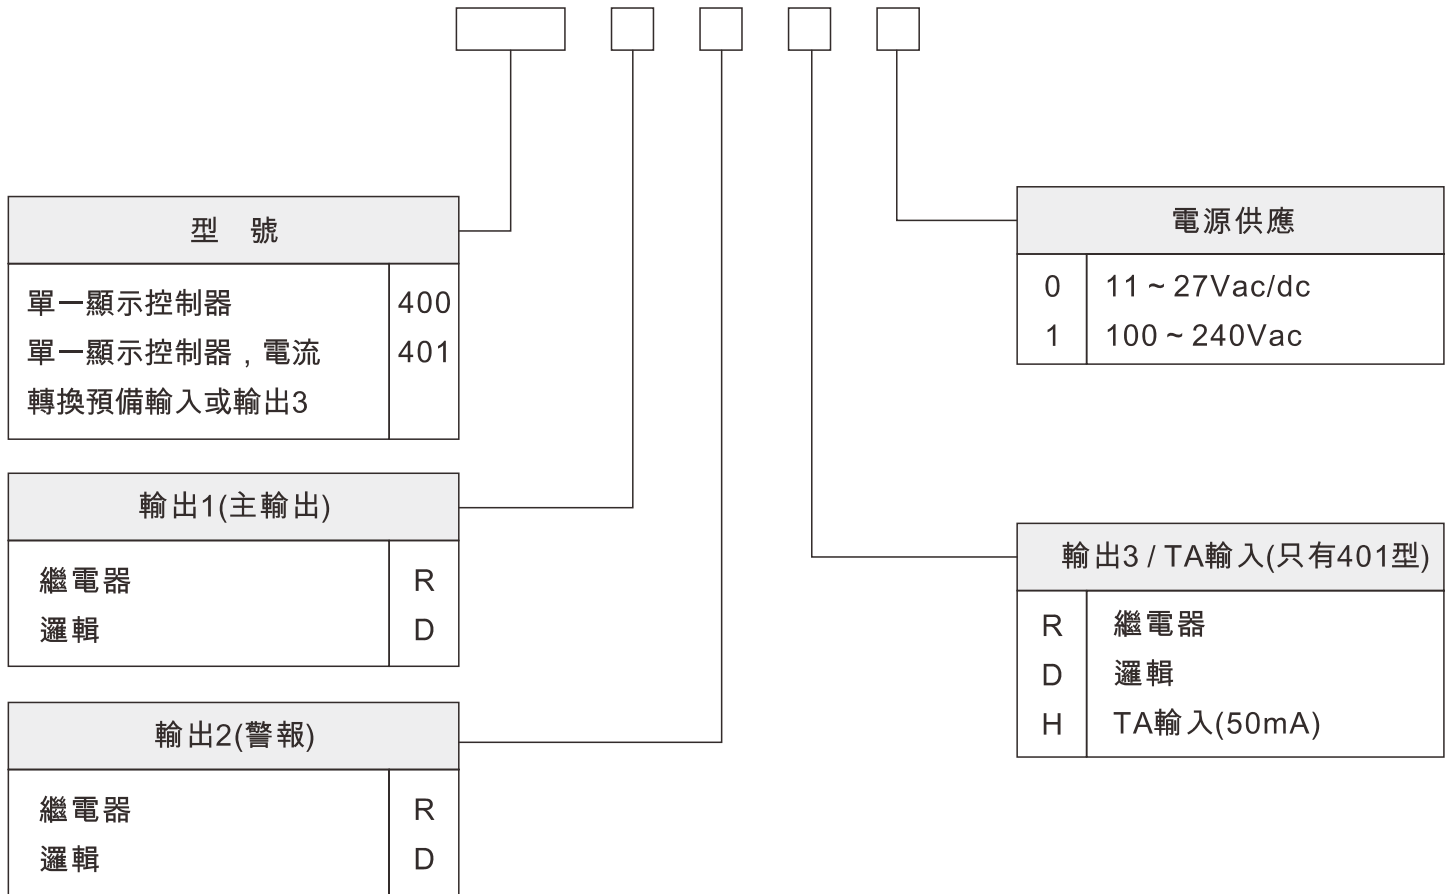 型 號
單一顯示控制器 400
單一顯示控制器，電流 401
轉換預備輸入或輸出3
輸出1(主輸出)
繼電器 R
邏輯 D
輸出2(警報)
繼電器 R
邏輯 D
電源供應
0 11～27Vac/dc
1 100～240Vac
輸出3 / TA輸入(只有401型)
R 繼電器
D 邏輯
H TA輸入(50mA)